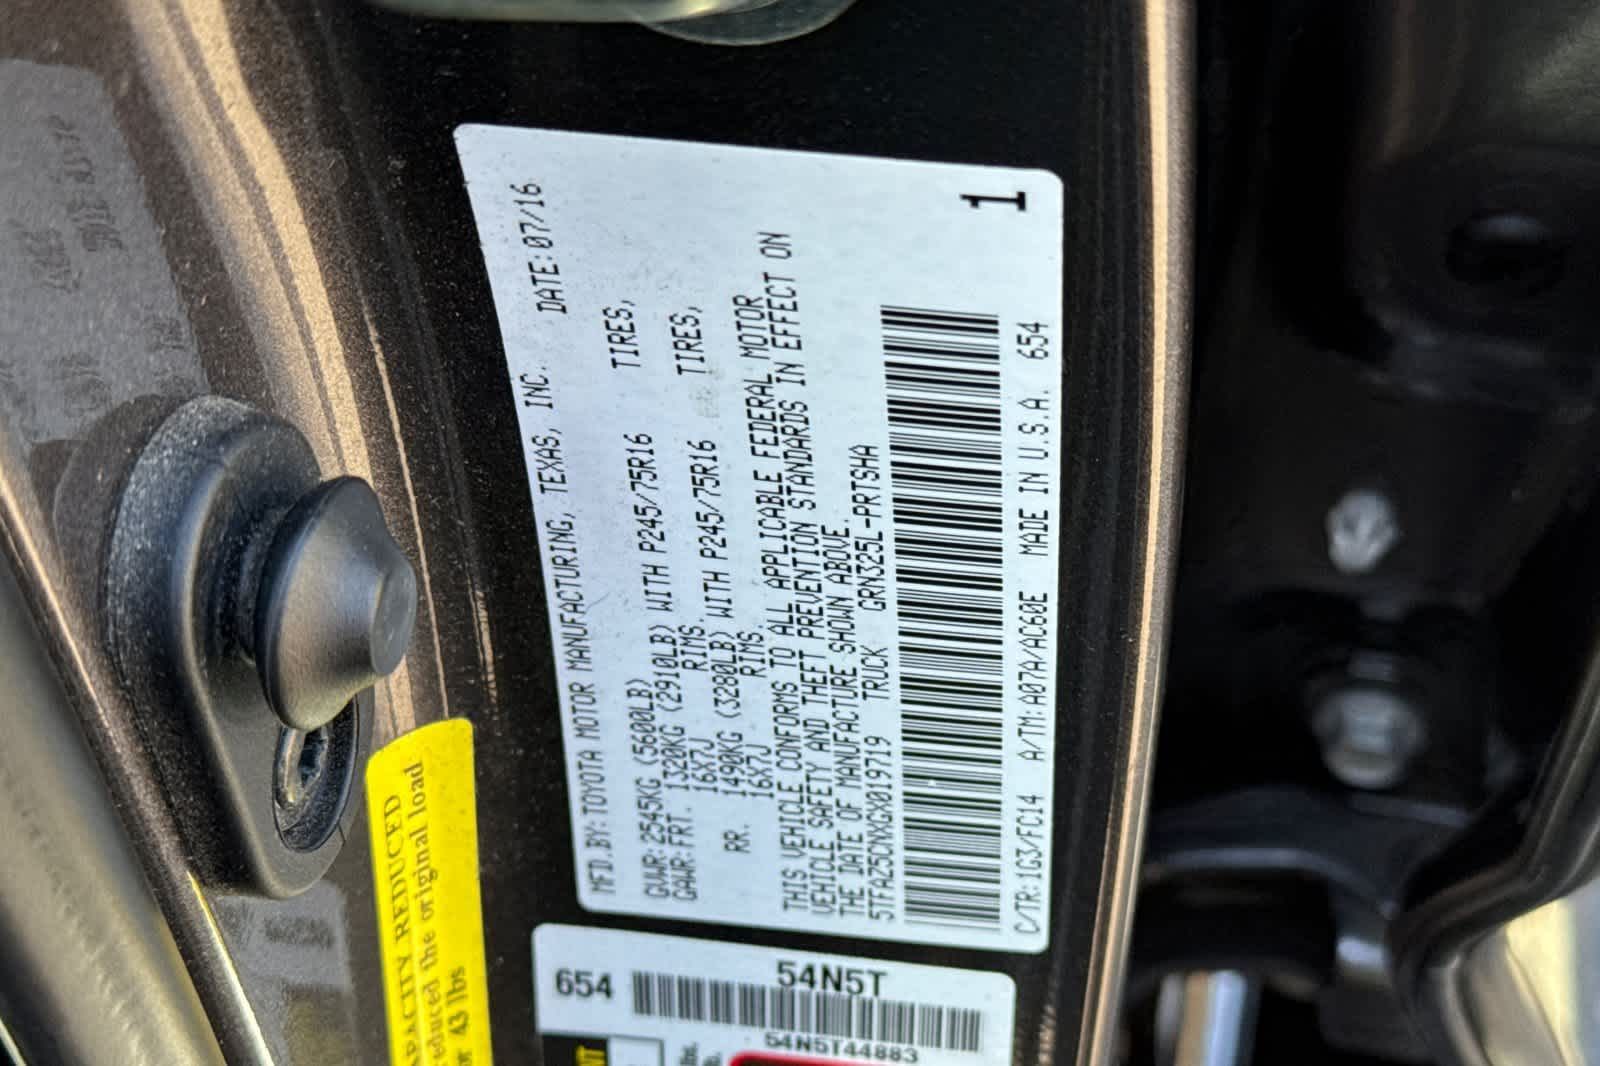 MFD.BY:TOYOTA MOTOR MANUFACTURING, TEXAS, INC. DATE:07/16
GVWR:2545KG (5600LB)
GAWR:FRT. 1320KG (2910LB) WITH P245/75R16 TIRES,
16X7J RIMS.
RR. 1490KG (3280LB) WITH P245/75R16 TIRES,
16X7J RIMS.
THIS VEHICLE CONFORMS TO ALL APPLICABLE FEDERAL MOTOR
VEHICLE SAFETY AND THEFT PREVENTION STANDARDS IN EFFECT ON
THE DATE OF MANUFACTURE SHOWN ABOVE.
5TFAZ5CNXGX019719 TRUCK GRN325L-PRTSHA
C/TR:1G3/FC14 A/TM:A07A/AC60E MADE IN U.S.A. 654
1
654 54N5T
54N5T44883
REDUCED
the original load
43 lbs